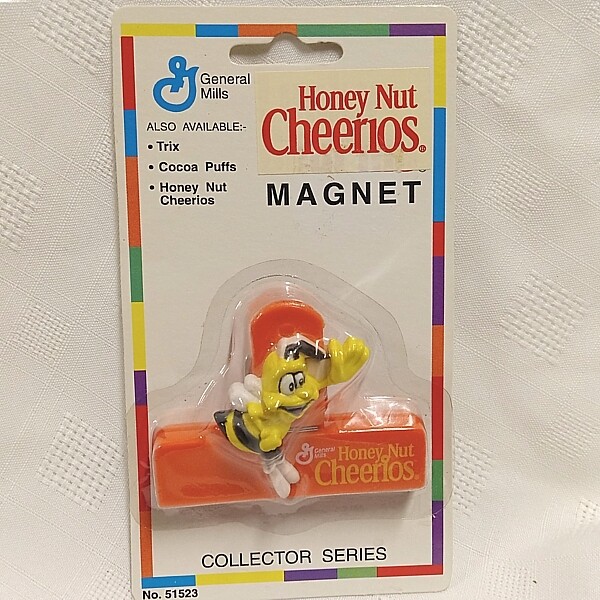 General
Mills
Honey Nut
Cheerios®
ALSO AVAILABLE:-
• Trix
• Cocoa Puffs
• Honey Nut
Cheerios
MAGNET
General
Mills
Honey Nut
Cheerios®
COLLECTOR SERIES
No. 51523